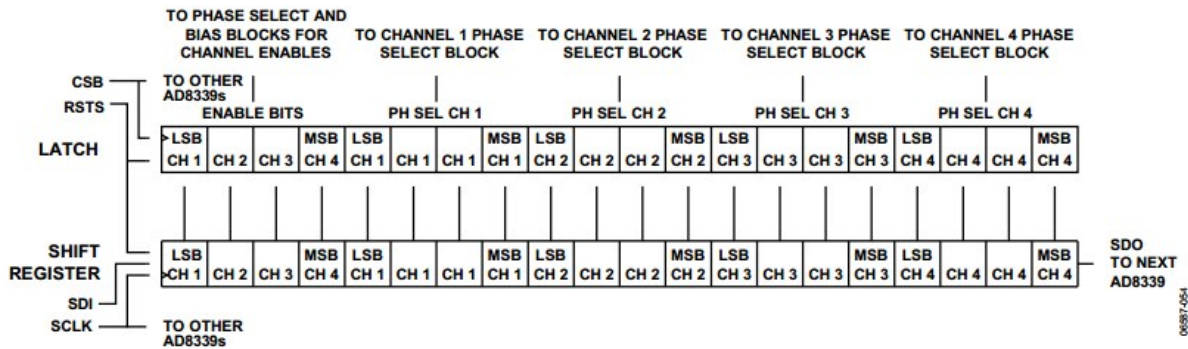 TO PHASE SELECT AND
BIAS BLOCKS FOR
CHANNEL ENABLES
TO CHANNEL 1 PHASE
SELECT BLOCK
TO CHANNEL 2 PHASE
SELECT BLOCK
TO CHANNEL 3 PHASE
SELECT BLOCK
TO CHANNEL 4 PHASE
SELECT BLOCK
CSB
TO OTHER
AD8339s
RSTS
ENABLE BITS PH SEL CH 1 PH SEL CH 2 PH SEL CH 3 PH SEL CH 4
LATCH
LSB MSB LSB MSB LSB MSB LSB MSB LSB MSB
CH 1 CH 2 CH 3 CH 4 CH 1 CH 1 CH 1 CH 1 CH 2 CH 2 CH 2 CH 2 CH 3 CH 3 CH 3 CH 3 CH 4 CH 4 CH 4 CH 4
SHIFT
REGISTER
LSB MSB LSB MSB LSB MSB LSB MSB LSB MSB
CH 1 CH 2 CH 3 CH 4 CH 1 CH 1 CH 1 CH 1 CH 2 CH 2 CH 2 CH 2 CH 3 CH 3 CH 3 CH 3 CH 4 CH 4 CH 4 CH 4
SDO
TO NEXT
AD8339
SDI
SCLK
TO OTHER
AD8339s
06587-054